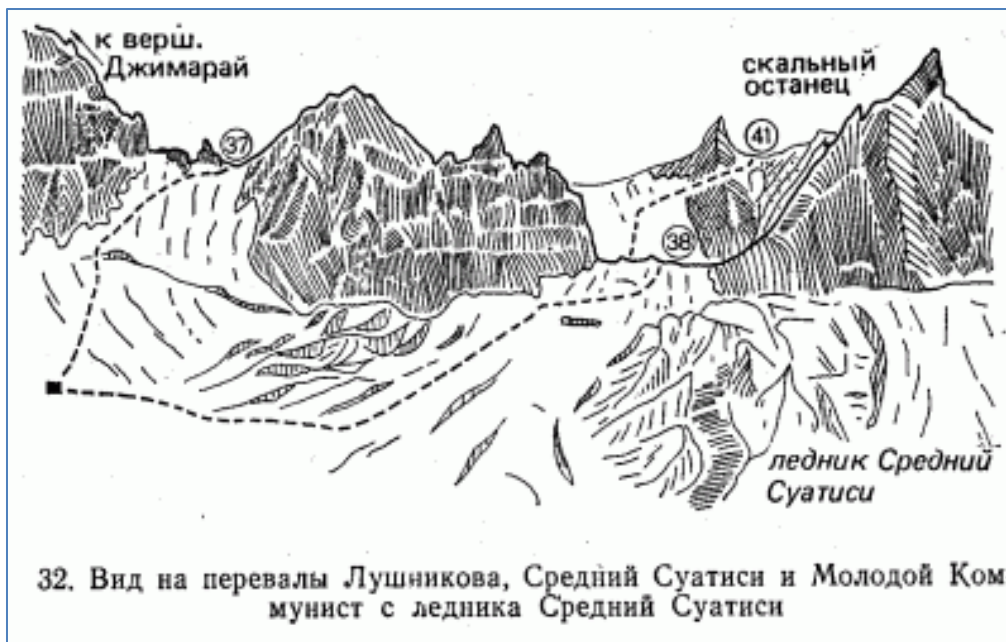 к верш.
Джимарай
скальный
останец
37
41
38
ледник Средний
Суатиси
32. Вид на перевалы Лушникова, Средний Суатиси и Молодой Ком
мунист с ледника Средний Суатиси